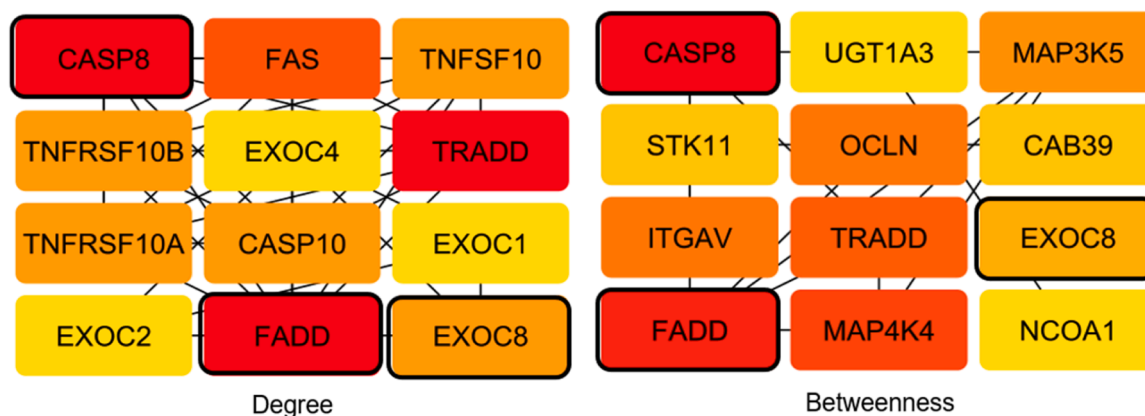 CASP8 FAS TNFSF10
TNFRSF10B EXOC4 TRADD
TNFRSF10A CASP10 EXOC1
EXOC2 FADD EXOC8
Degree
CASP8 UGT1A3 MAP3K5
STK11 OCLN CAB39
ITGAV TRADD EXOC8
FADD MAP4K4 NCOA1
Betweenness